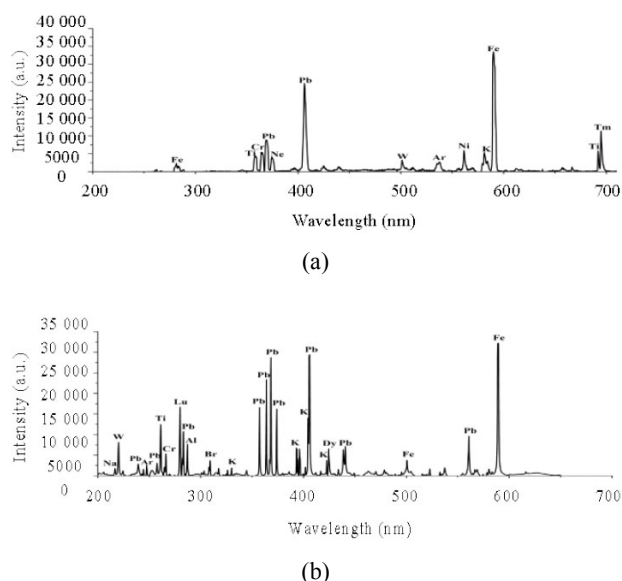 (a)
Intensity (a.u.)
40 000
35 000
30 000
25 000
20 000
15 000
10 000
5000
0
Fe
T
Cr
Pb
Ne
Pb
W
Ar
Ni
K
Fe
Ti
Tm
200 300 400 500 600 700
Wavelength (nm)
(a)
Intensity (a.u.)
35 000
30 000
25 000
20 000
15 000
10 000
5000
0
Na
W
Pb
Ar
Pb
Ti
Cr
Lu
Pb
Al
Br
K
Pb
Pb
Pb
Pb
K
K
Pb
K
Dy
Pb
Fe
Pb
Fe
200 300 400 500 600 700
Wavelength (nm)
(b)